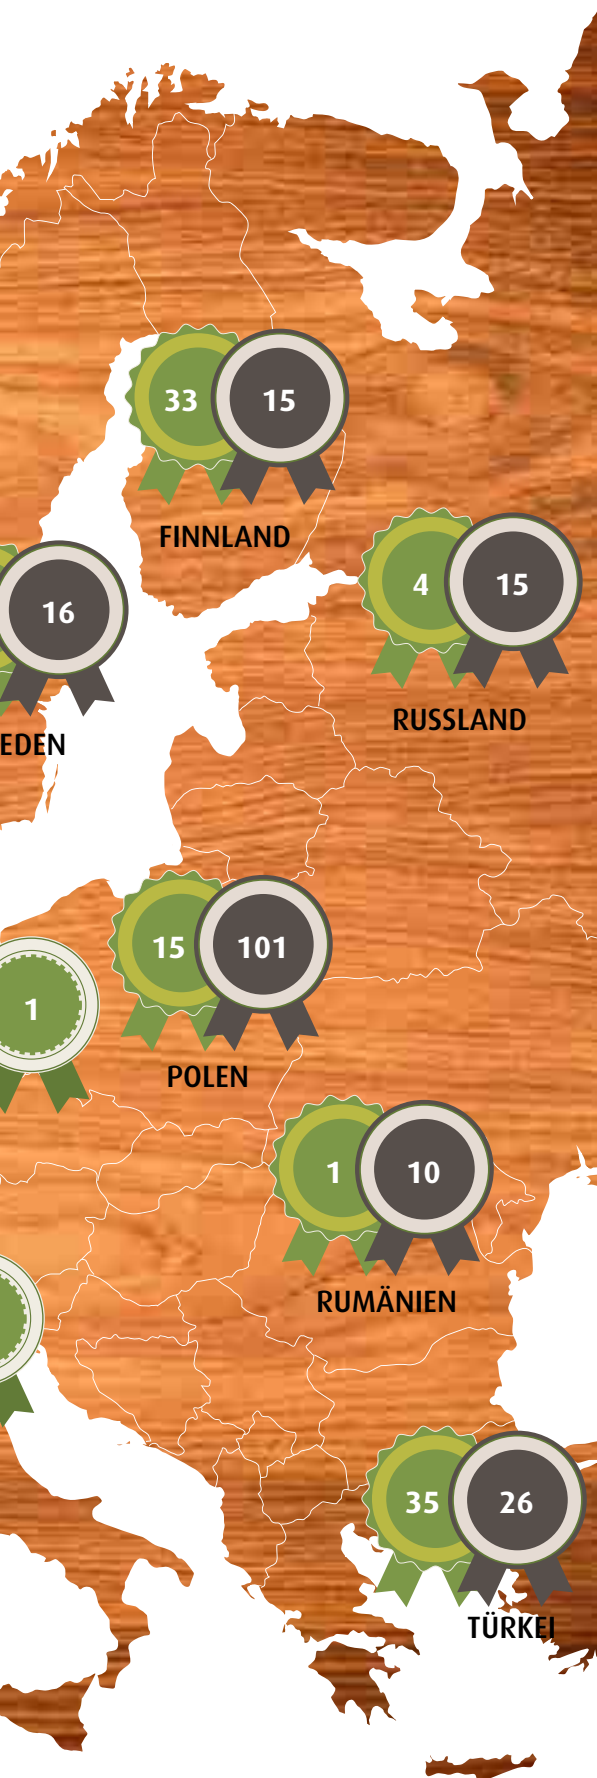 33 15
FINNLAND
4 15
RUSSLAND
16
EDEN
15 101
POLEN
1
1 10
RUMÄNIEN
35 26
TÜRKEI